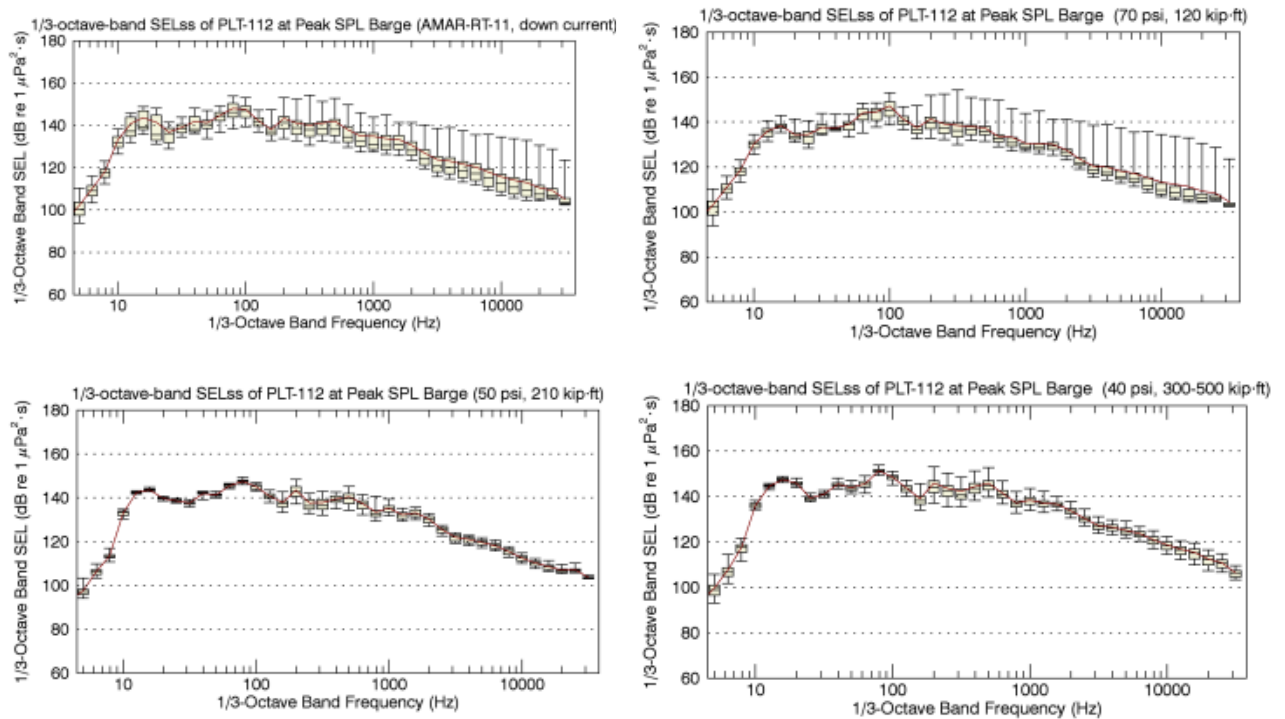 1/3-octave-band SELss of PLT-112 at Peak SPL Barge (AMAR-RT-11, down current)
1/3-Octave Band SEL (dB re 1 μPa²·s)
180
160
140
120
100
80
60
10 100 1000 10000
1/3-Octave Band Frequency (Hz)
1/3-octave-band SELss of PLT-112 at Peak SPL Barge (70 psi, 120 kip·ft)
1/3-Octave Band SEL (dB re 1 μPa²·s)
180
160
140
120
100
80
60
10 100 1000 10000
1/3-Octave Band Frequency (Hz)
1/3-octave-band SELss of PLT-112 at Peak SPL Barge (50 psi, 210 kip·ft)
1/3-Octave Band SEL (dB re 1 μPa²·s)
180
160
140
120
100
80
60
10 100 1000 10000
1/3-Octave Band Frequency (Hz)
1/3-octave-band SELss of PLT-112 at Peak SPL Barge (40 psi, 300-500 kip·ft)
1/3-Octave Band SEL (dB re 1 μPa²·s)
180
160
140
120
100
80
60
10 100 1000 10000
1/3-Octave Band Frequency (Hz)